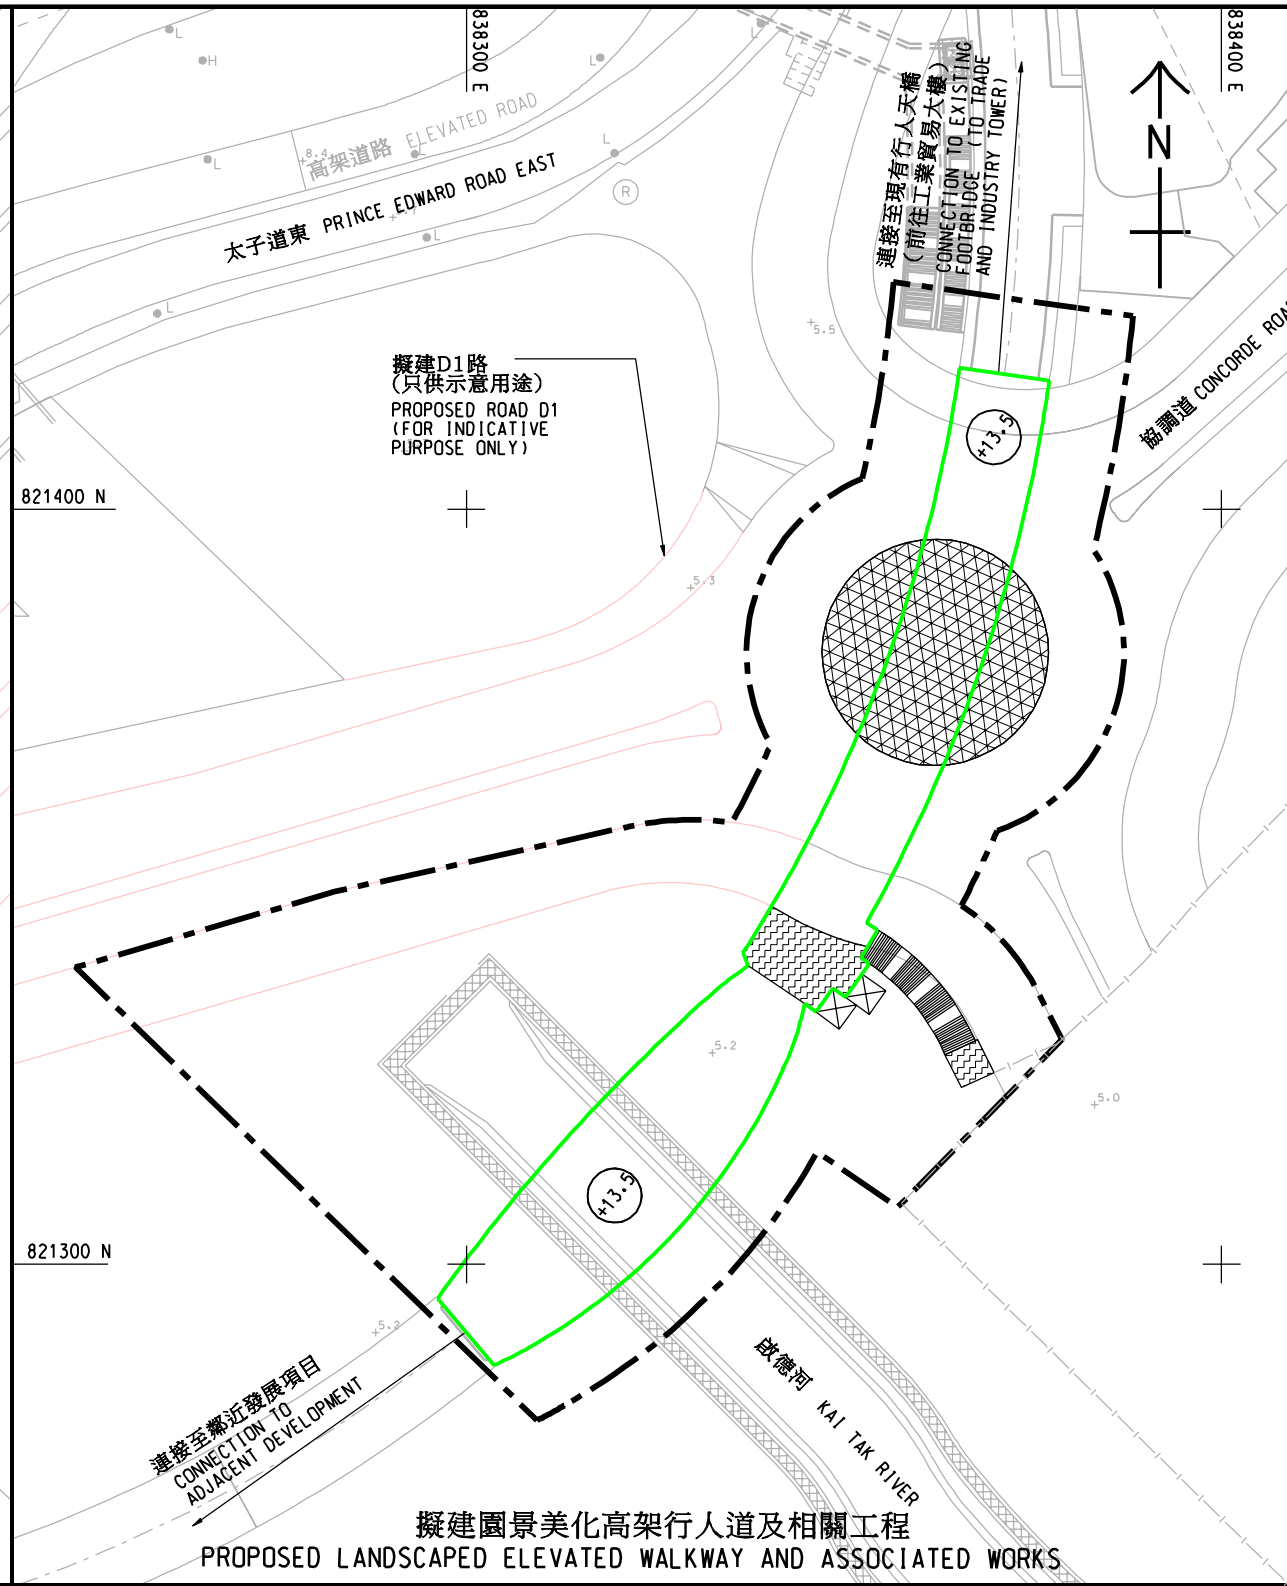 838300 E
838400 E
L
H
L
L
L
L
L
L
L
8.4
高架道路 ELEVATED ROAD
太子道東 PRINCE EDWARD ROAD EAST
R
連接至現有行人天橋
(前往工業貿易大樓)
CONNECTION TO EXISTING
FOOTBRIDGE (TO TRADE
AND INDUSTRY TOWER)
N
5.5
擬建D1路
(只供示意用途)
PROPOSED ROAD D1
(FOR INDICATIVE
PURPOSE ONLY)
協調道 CONCORDE ROA
+13.5
821400 N
5.3
5.2
5.0
+13.5
821300 N
5.2
連接至鄰近發展項目
CONNECTION TO
ADJACENT DEVELOPMENT
啟德河 KAI TAK RIVER
擬建園景美化高架行人道及相關工程
PROPOSED LANDSCAPED ELEVATED WALKWAY AND ASSOCIATED WORKS